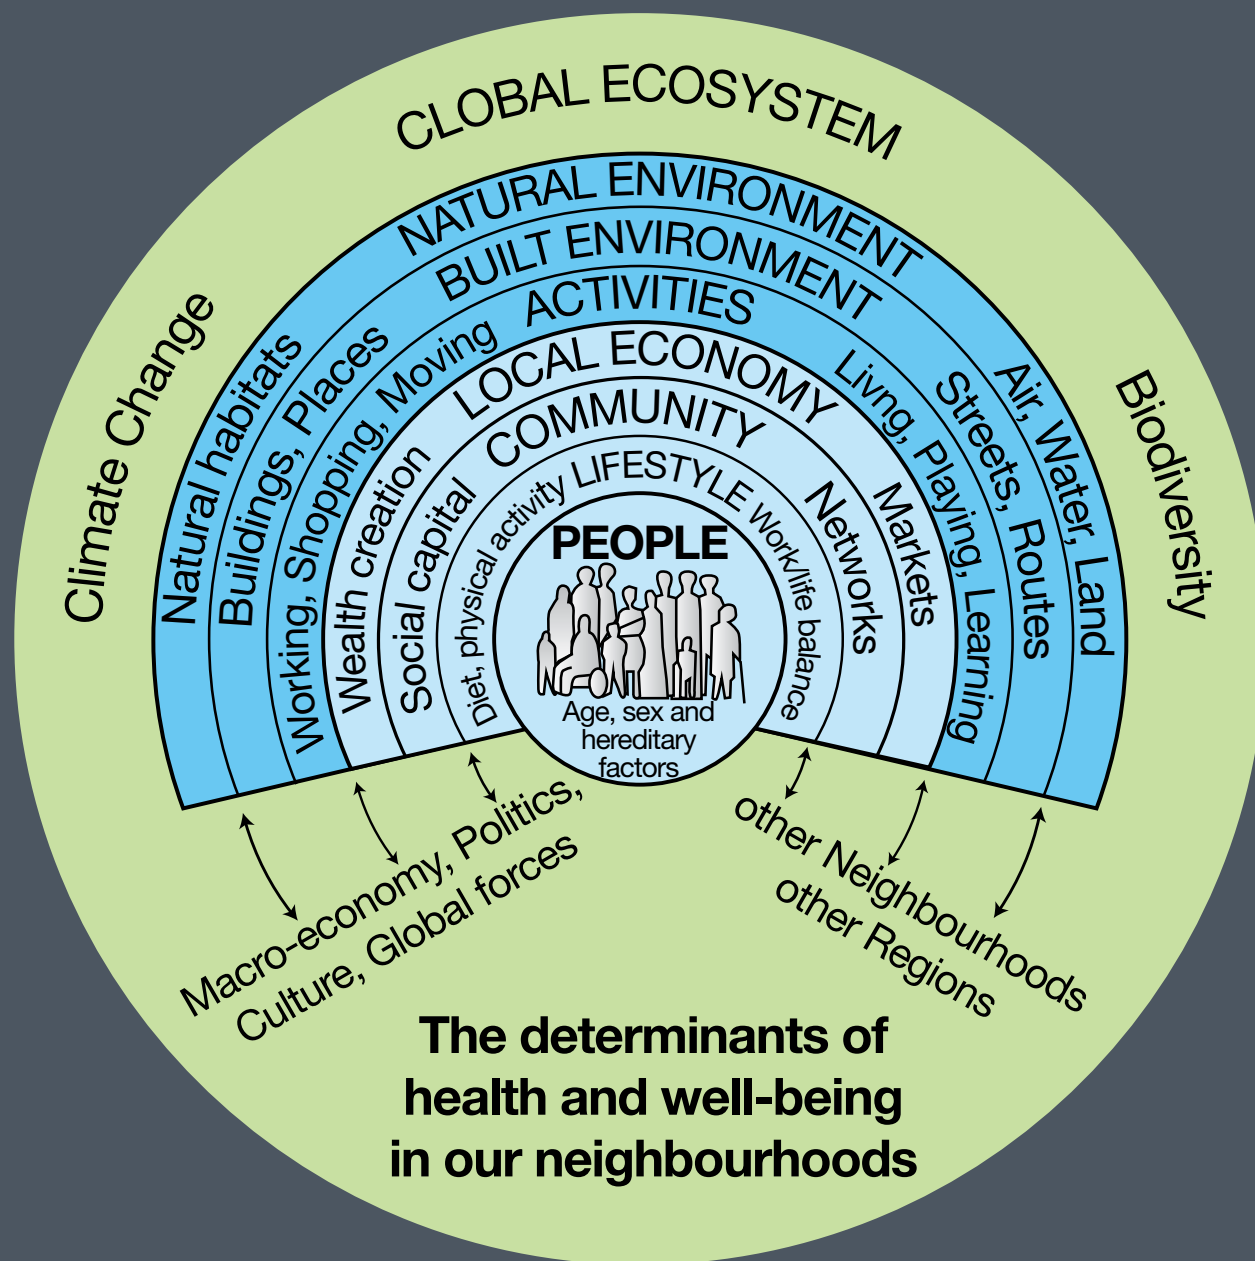 CLOBAL ECOSYSTEM
Climate Change
Biodiversity
NATURAL ENVIRONMENT
Natural habitats
Air, Water, Land
BUILT ENVIRONMENT
Buildings, Places
Streets, Routes
ACTIVITIES
Working, Shopping, Moving
Livng, Playing, Learning
LOCAL ECONOMY
Wealth creation
Markets
COMMUNITY
Social capital
Networks
LIFESTYLE
Diet, physical activity
Work/life balance
PEOPLE
Age, sex and
hereditary
factors
Macro-economy, Politics,
Culture, Global forces
other Neighbourhoods
other Regions
The determinants of
health and well-being
in our neighbourhoods